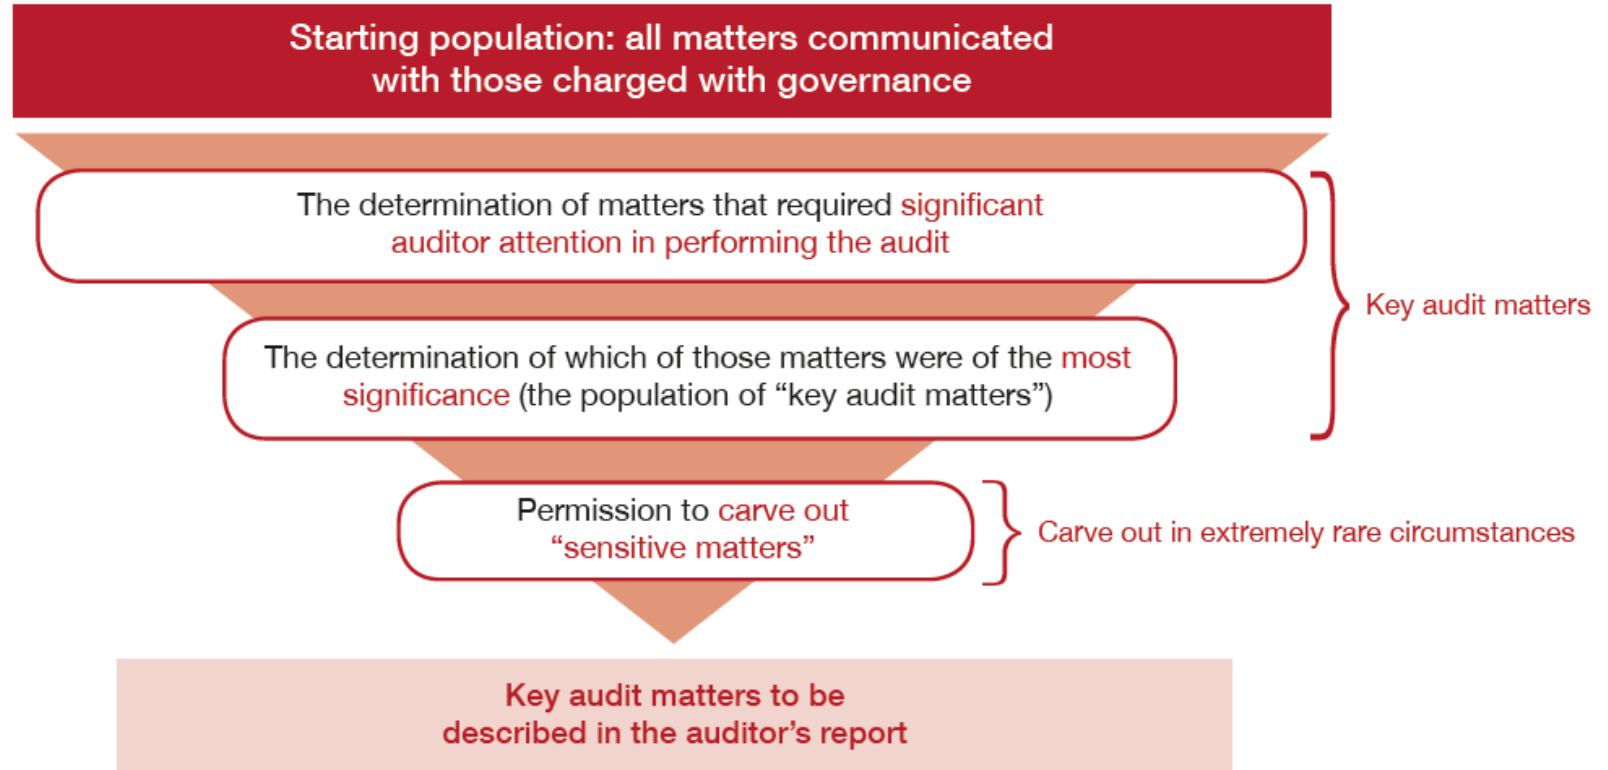 Starting population: all matters communicated
with those charged with governance
The determination of matters that required significant
auditor attention in performing the audit
Key audit matters
The determination of which of those matters were of the most
significance (the population of “key audit matters”)
Permission to carve out
“sensitive matters”
Carve out in extremely rare circumstances
Key audit matters to be
described in the auditor’s report